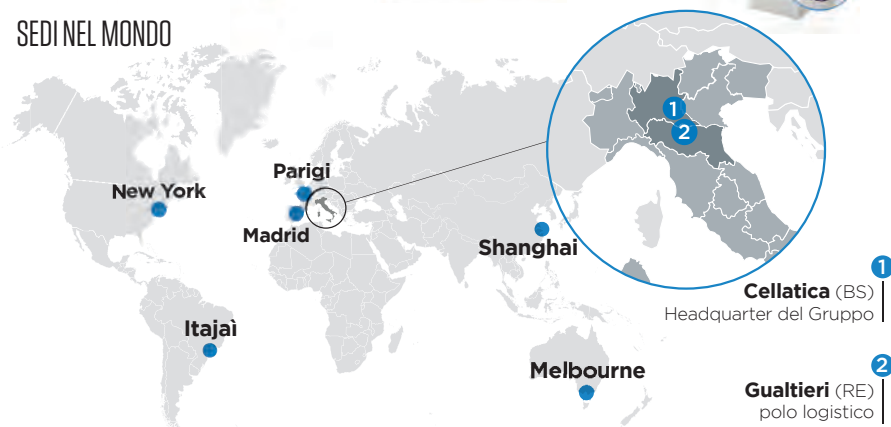 SEDI NEL MONDO
New York
Parigi
Madrid
Shanghai
Itajaì
Melbourne
1
2
1
Cellatica (BS)
Headquarter del Gruppo
2
Gualtieri (RE)
polo logistico